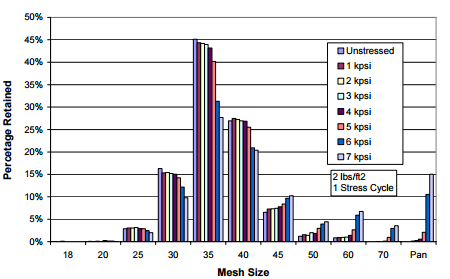 50%
45%
40%
35%
30%
25%
20%
15%
10%
5%
0%
Percetage Retained
Unstressed
1 kpsi
2 kpsi
3 kpsi
4 kpsi
5 kpsi
6 kpsi
7 kpsi
2 lbs/ft2
1 Stress Cycle
18 20 25 30 35 40 45 50 60 70 Pan
Mesh Size